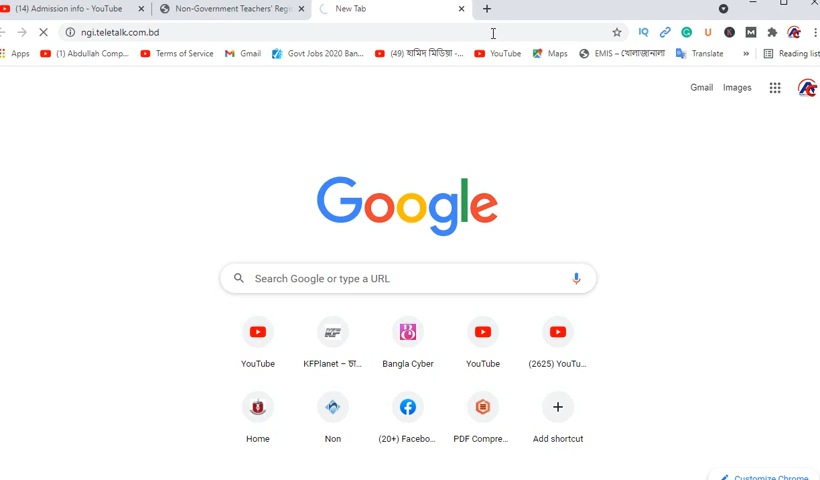 (14) Admission info - YouTube Non-Government Teachers' Regi New Tab
ngi.teletalk.com.bd
Apps (1) Abdullah Comp... Terms of Service Gmail Govt Jobs 2020 Ban... (49) হামিদ মিডিয়া -... YouTube Maps EMIS – খোলাজানালা Translate » Reading list
Gmail Images
Google
Search Google or type a URL
YouTube KFPlanet – চা... Bangla Cyber YouTube (2625) YouTu...
Home Non (20+) Facebo... PDF Compre... Add shortcut
Customize Chrome